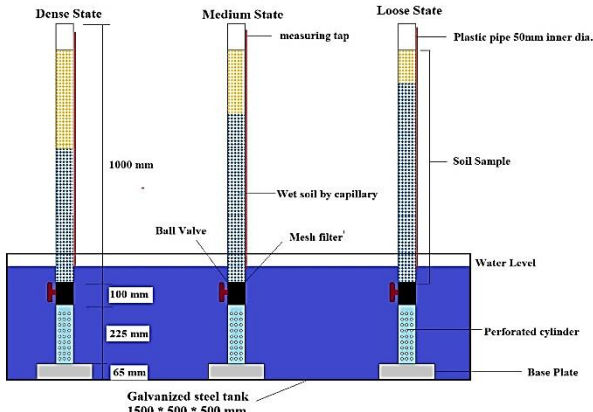 Dense State
Medium State
Loose State
measuring tap
Plastic pipe 50mm inner dia.
1000 mm
Soil Sample
Wet soil by capillary
Ball Valve
Mesh filter
Water Level
100 mm
225 mm
Perforated cylinder
65 mm
Base Plate
Galvanized steel tank
1500 * 500 * 500 mm